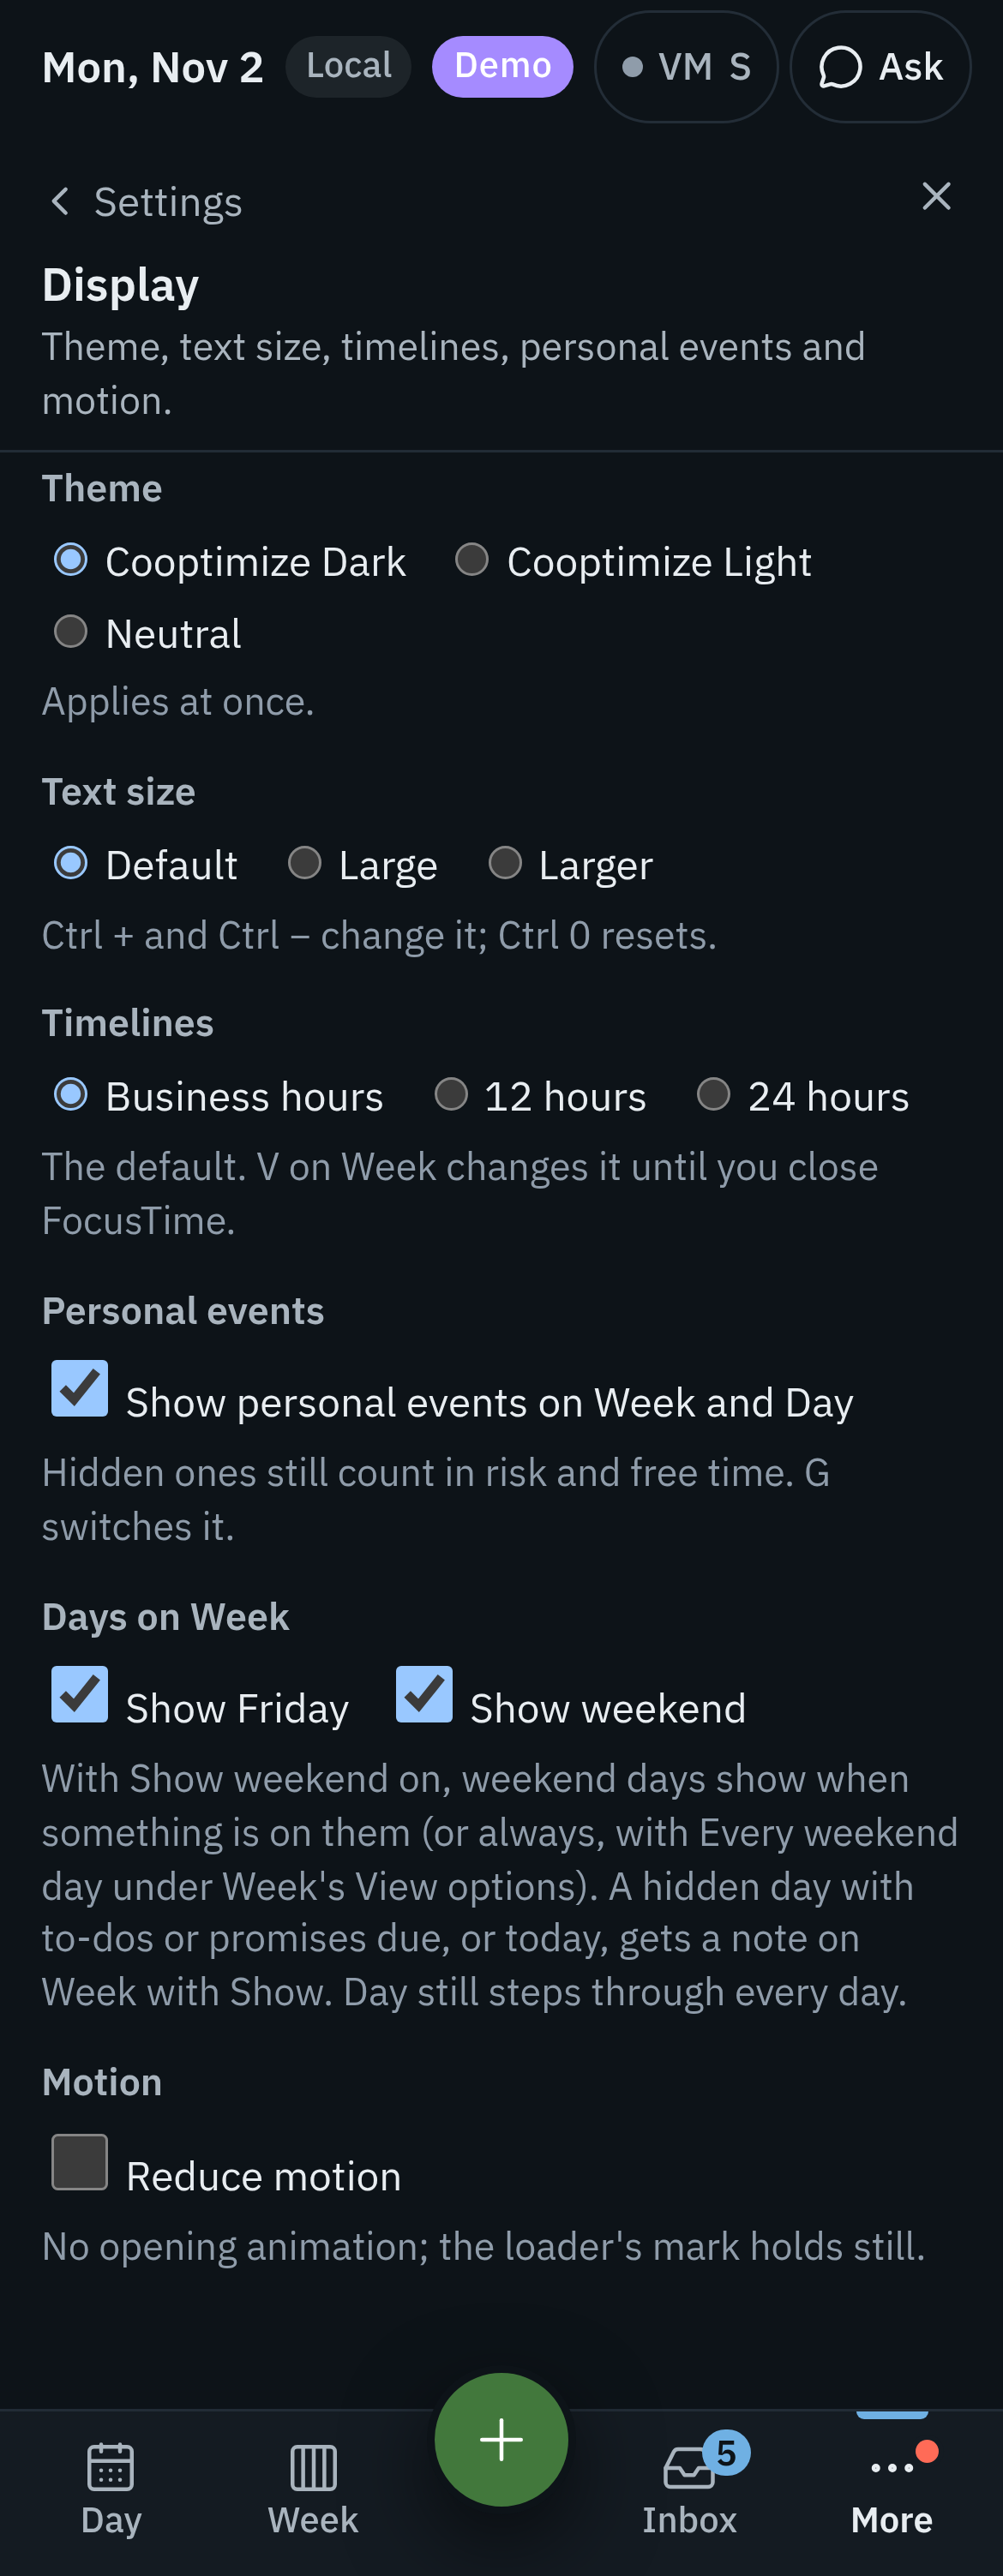 Mon, Nov 2 Local Demo VM S Ask
Settings
Display
Theme, text size, timelines, personal events and
motion.
Theme
Cooptimize Dark Cooptimize Light
Neutral
Applies at once.
Text size
Default Large Larger
Ctrl + and Ctrl – change it; Ctrl 0 resets.
Timelines
Business hours 12 hours 24 hours
The default. V on Week changes it until you close
FocusTime.
Personal events
Show personal events on Week and Day
Hidden ones still count in risk and free time. G
switches it.
Days on Week
Show Friday Show weekend
With Show weekend on, weekend days show when
something is on them (or always, with Every weekend
day under Week's View options). A hidden day with
to-dos or promises due, or today, gets a note on
Week with Show. Day still steps through every day.
Motion
Reduce motion
No opening animation; the loader's mark holds still.
5
Day Week Inbox More